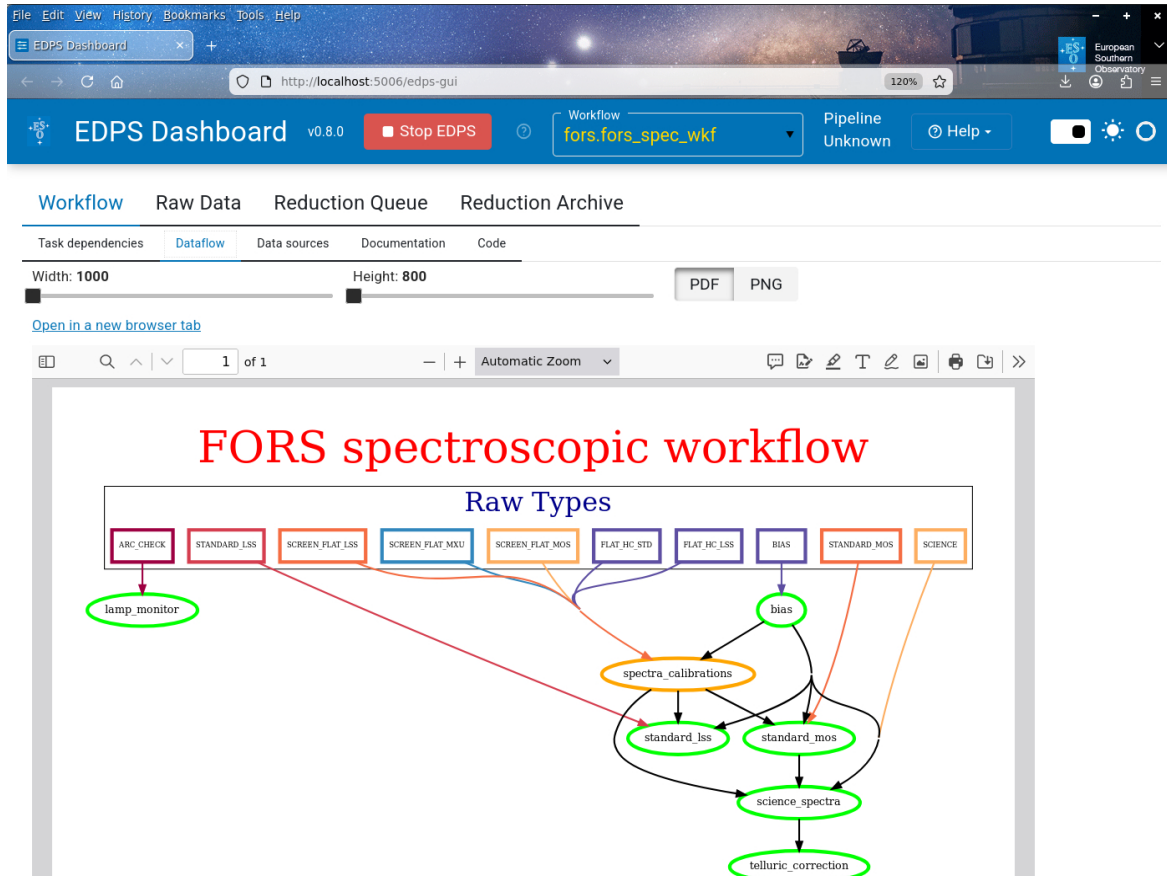 File Edit View History Bookmarks Tools Help
EDPS Dashboard
European
Southern
Observatory
http://localhost:5006/edps-gui
120%
EDPS Dashboard v0.8.0 Stop EDPS
Workflow
fors.fors_spec_wkf
Pipeline
Unknown
Help
Workflow Raw Data Reduction Queue Reduction Archive
Task dependencies Dataflow Data sources Documentation Code
Width: 1000 Height: 800
PDF PNG
Open in a new browser tab
1 of 1 Automatic Zoom
FORS spectroscopic workflow
Raw Types
ARC_CHECK STANDARD_LSS SCREEN_FLAT_LSS SCREEN_FLAT_MXU SCREEN_FLAT_MOS FLAT_HC_STD FLAT_HC_LSS BIAS STANDARD_MOS SCIENCE
lamp_monitor bias
spectra_calibrations
standard_lss standard_mos
science_spectra
telluric_correction